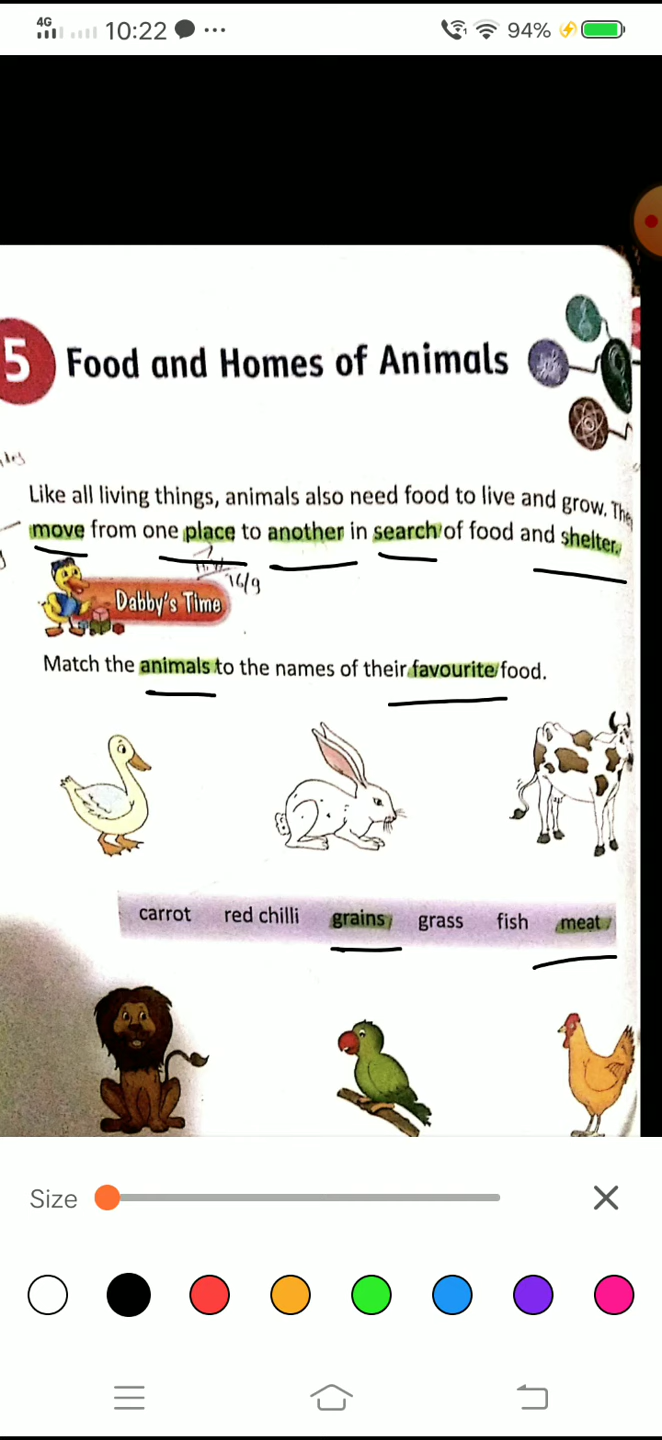 4G 10:22 ... 94%
5 Food and Homes of Animals
Like all living things, animals also need food to live and grow. They
move from one place to another in search of food and shelter.
16/9
Dabby's Time
Match the animals to the names of their favourite food.
carrot red chilli grains grass fish meat
Size